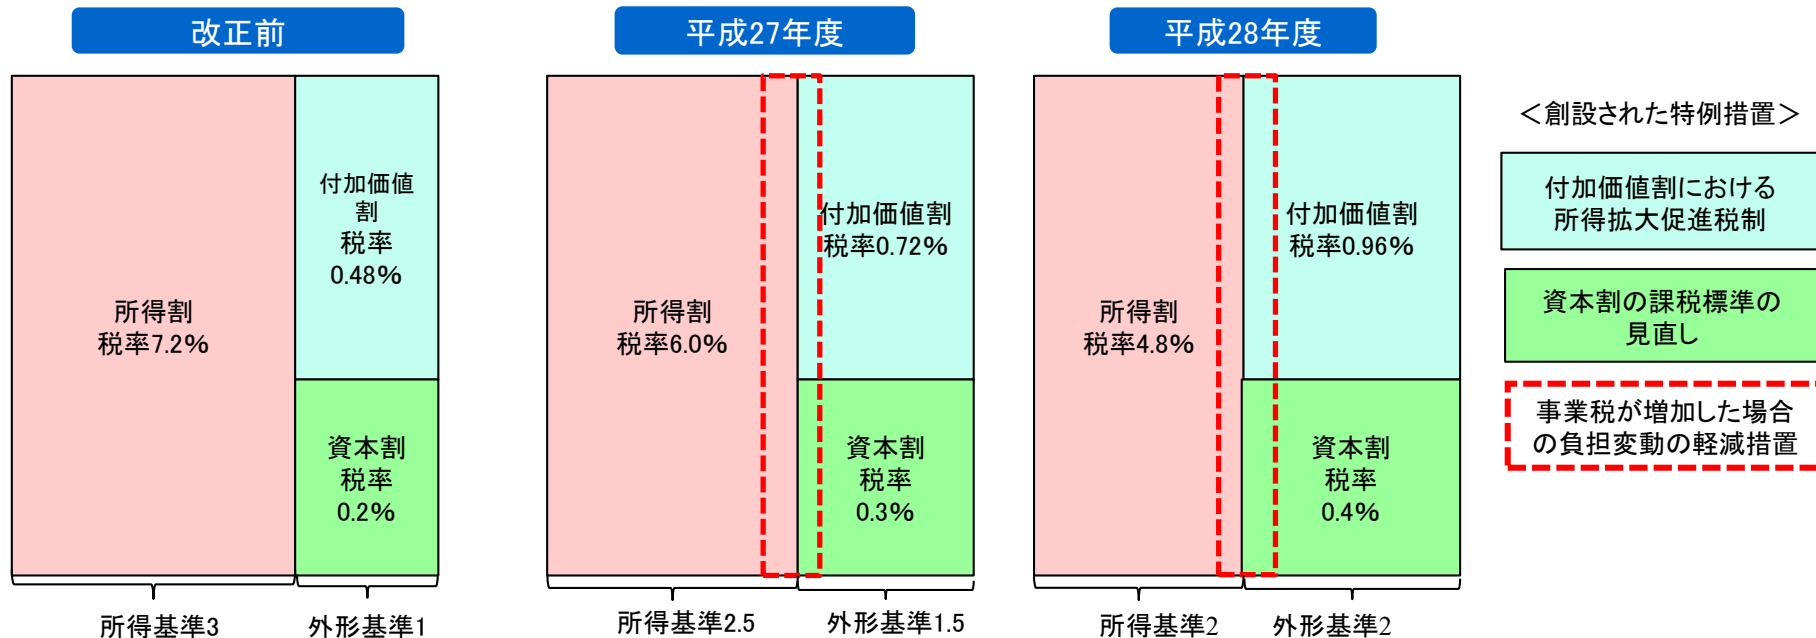 改正前
所得割
税率7.2%
付加価値
割
税率
0.48%
資本割
税率
0.2%
所得基準3
外形基準1
平成27年度
所得割
税率6.0%
付加価値割
税率0.72%
資本割
税率
0.3%
所得基準2.5
外形基準1.5
平成28年度
所得割
税率4.8%
付加価値割
税率0.96%
資本割
税率
0.4%
所得基準2
外形基準2
＜創設された特例措置＞
付加価値割における
所得拡大促進税制
資本割の課税標準の
見直し
事業税が増加した場合
の負担変動の軽減措置